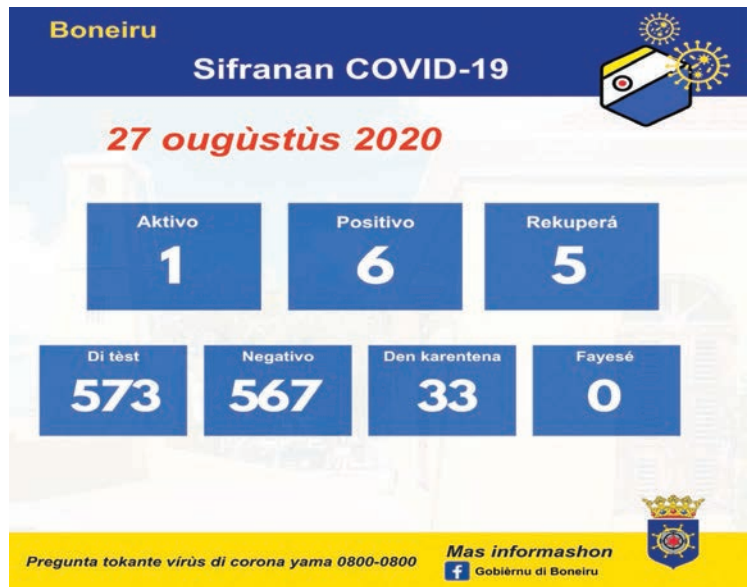 Boneiru
Sifranan COVID-19
27 ougùstùs 2020
Aktivo
1
Positivo
6
Rekuperá
5
Di tèst
573
Negativo
567
Den karentena
33
Fayesé
0
Pregunta tokante vírùs di corona yama 0800-0800
Mas informashon
f Gobièrnu di Boneiru